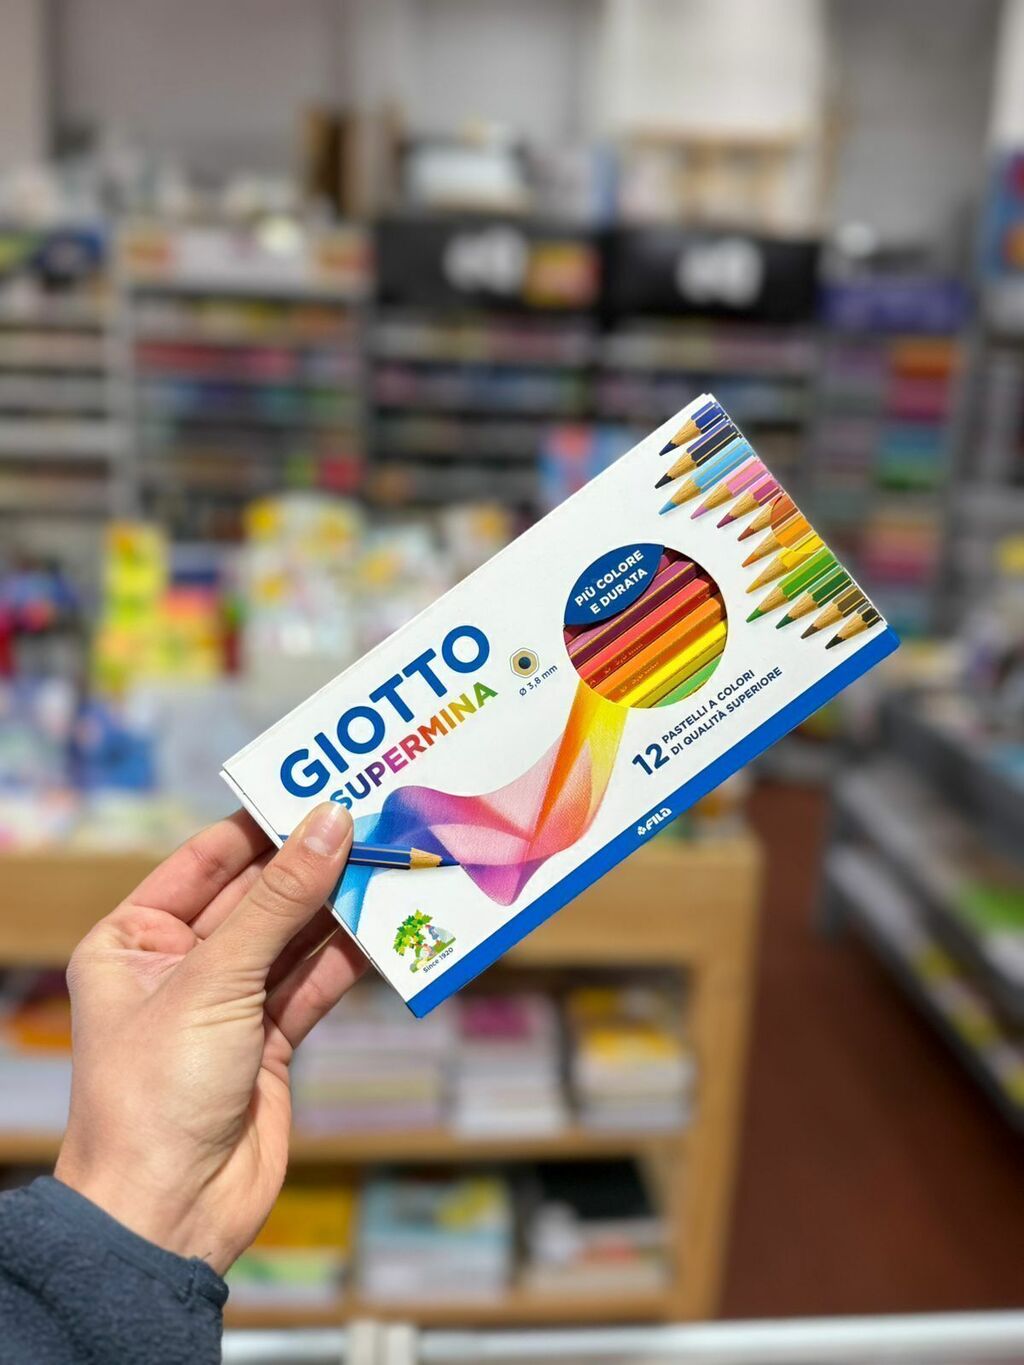 PIÙ COLORE
E DURATA
GIOTTO
SUPERMINA
Ø 3,8 mm
12 PASTELLI A COLORI
DI QUALITÀ SUPERIORE
FILA
Since 1920